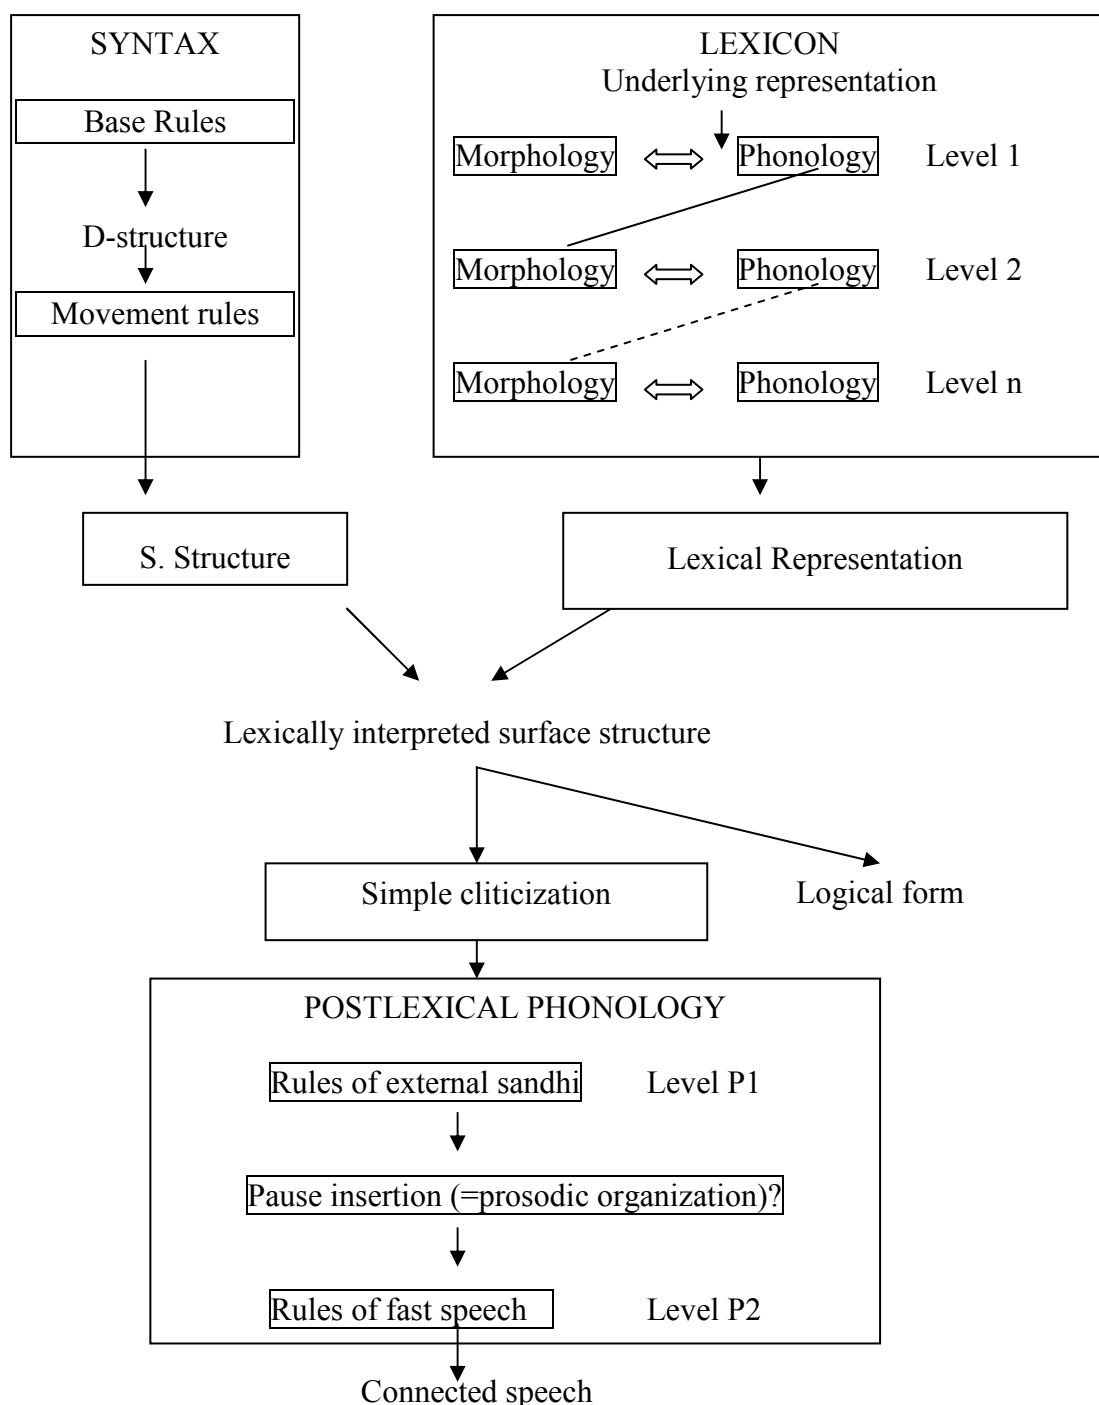 SYNTAX
Base Rules
D-structure
Movement rules
LEXICON
Underlying representation
Morphology Phonology Level 1
Morphology Phonology Level 2
Morphology Phonology Level n
S. Structure
Lexical Representation
Lexically interpreted surface structure
Simple cliticization
Logical form
POSTLEXICAL PHONOLOGY
Rules of external sandhi Level P1
Pause insertion (=prosodic organization)?
Rules of fast speech Level P2
Connected speech